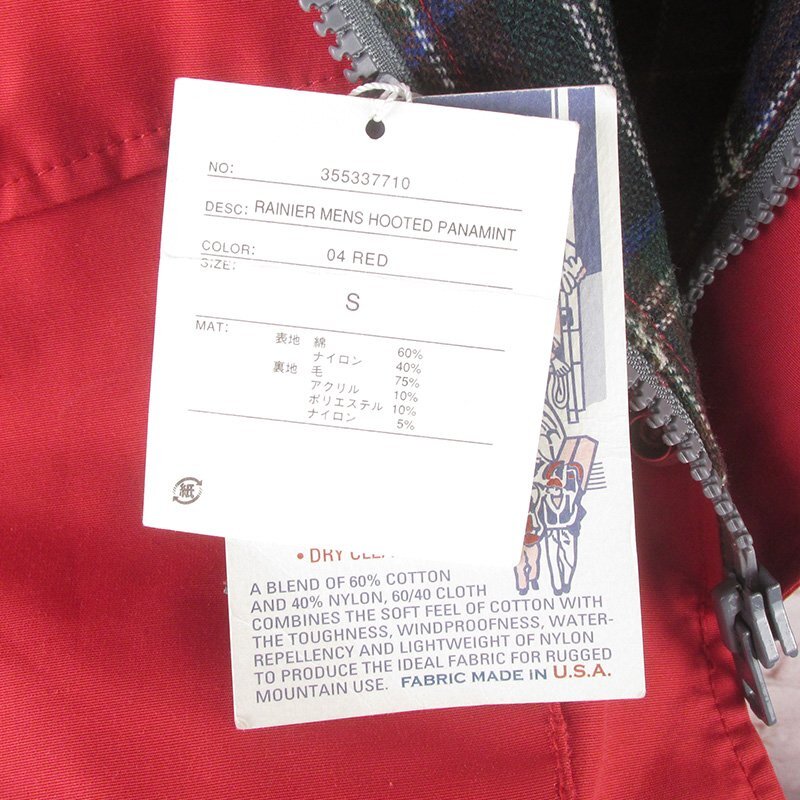 NO: 355337710
DESC: RAINIER MENS HOOTED PANAMINT
COLOR: 04 RED
SIZE:
S
MAT: 表地 綿 60%
ナイロン 40%
裏地 毛 75%
アクリル 10%
ポリエステル 10%
ナイロン 5%
紙
• DRY
A BLEND OF 60% COTTON
AND 40% NYLON, 60/40 CLOTH
COMBINES THE SOFT FEEL OF COTTON WITH
THE TOUGHNESS, WINDPROOFNESS, WATER-
REPELLENCY AND LIGHTWEIGHT OF NYLON
TO PRODUCE THE IDEAL FABRIC FOR RUGGED
MOUNTAIN USE. FABRIC MADE IN U.S.A.